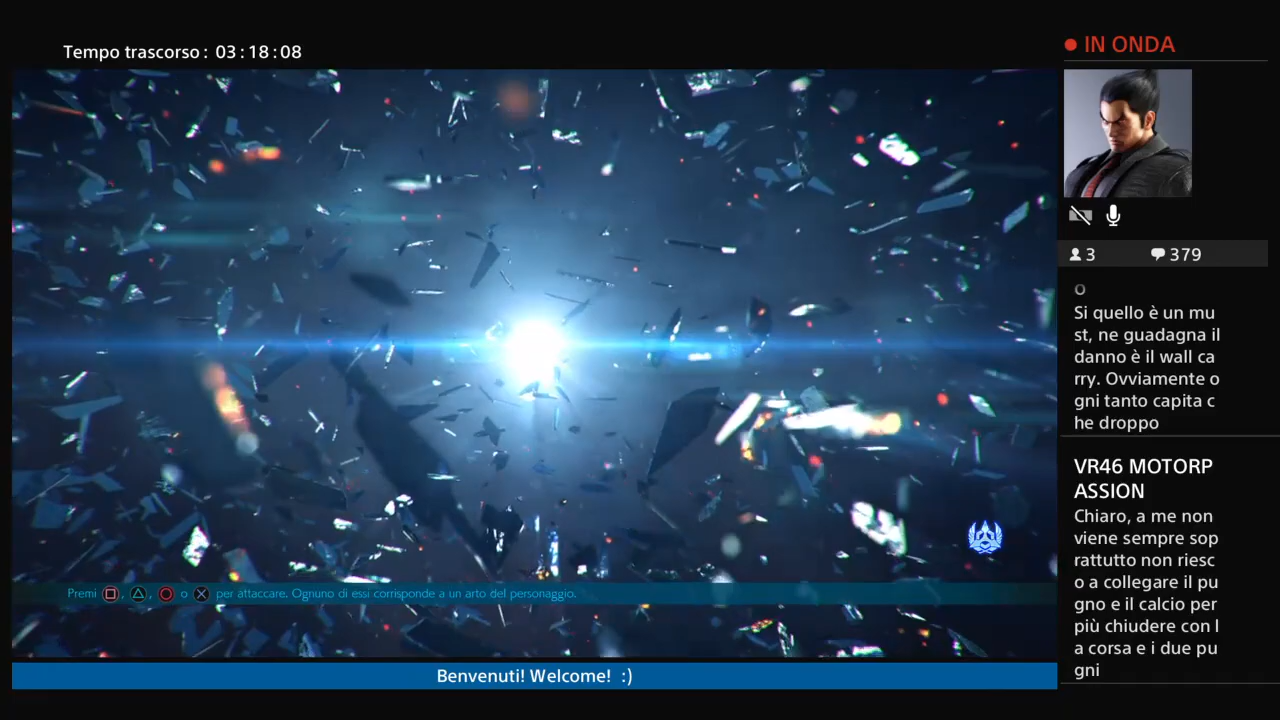 Tempo trascorso: 03:18:08
IN ONDA
3 379
o
Si quello è un mu
st, ne guadagna il
danno è il wall ca
rry. Ovviamente o
gni tanto capita c
he droppo
VR46 MOTORP
ASSION
Chiaro, a me non
viene sempre sop
rattutto non riesc
o a collegare il pu
gno e il calcio per
più chiudere con l
a corsa e i due pu
gni
Premi , , o per attaccare. Ognuno di essi corrisponde a un arto del personaggio.
Benvenuti! Welcome! :)